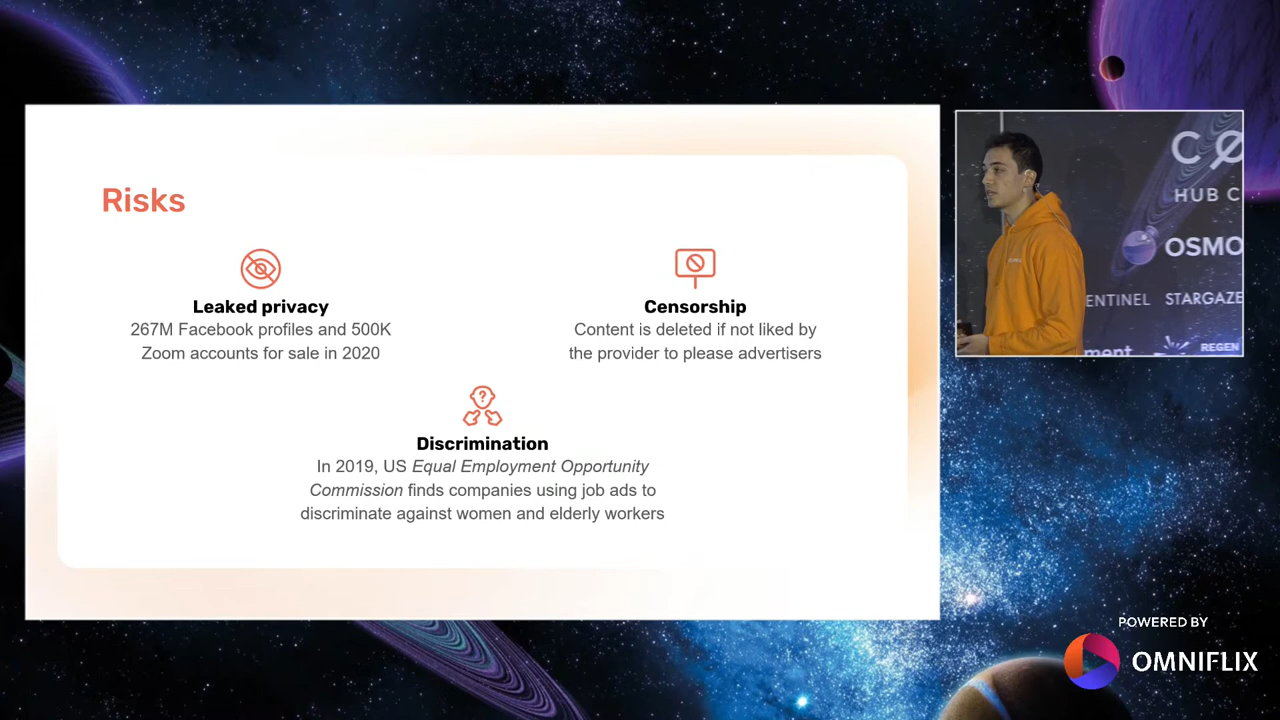 Risks
Leaked privacy
267M Facebook profiles and 500K
Zoom accounts for sale in 2020
Censorship
Content is deleted if not liked by
the provider to please advertisers
Discrimination
In 2019, US Equal Employment Opportunity
Commission finds companies using job ads to
discriminate against women and elderly workers
HUB C
OSMO
ENTINEL STARGAZE
ment REGEN
POWERED BY
OMNIFLIX